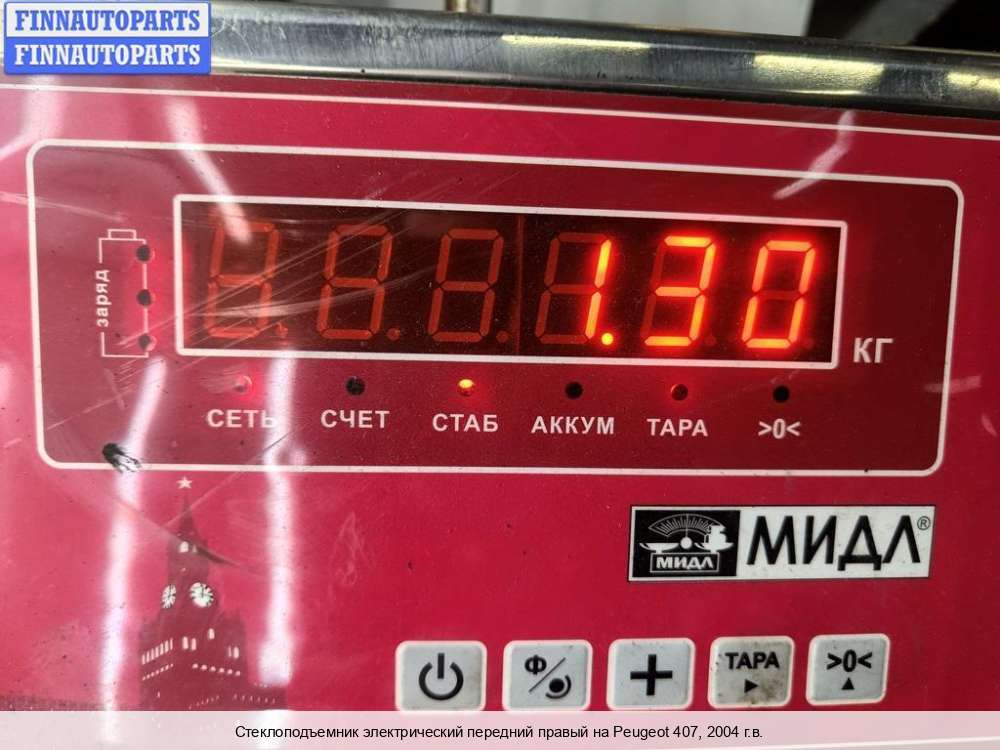 FINNAUTOPARTS
FINNAUTOPARTS
заряд
1.30
КГ
СЕТЬ СЧЕТ СТАБ АККУМ ТАРА >0<
МИДЛ
МИДЛ®
Ф
ТАРА
>0<
Стеклоподъемник электрический передний правый на Peugeot 407, 2004 г.в.